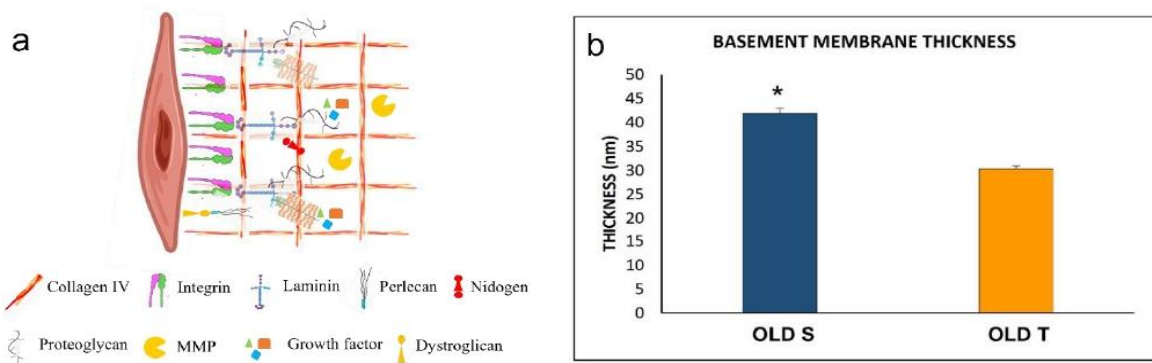 a
Collagen IV
Integrin
Laminin
Perlecan
Nidogen
Proteoglycan
MMP
Growth factor
Dystroglican
b
BASEMENT MEMBRANE THICKNESS
THICKNESS (nm)
50
45
40
35
30
25
20
15
10
5
0
*
OLD S
OLD T